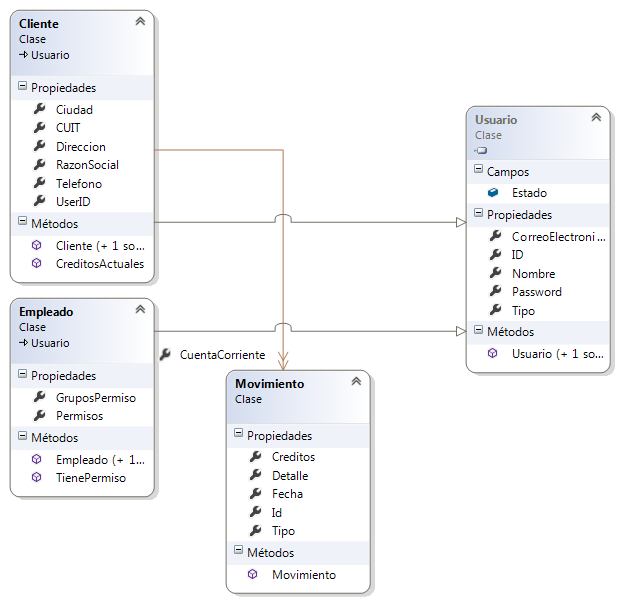 Cliente
Clase
Usuario
Propiedades
Ciudad
CUIT
Direccion
RazonSocial
Telefono
UserID
Métodos
Cliente (+ 1 so...
CreditosActuales
Empleado
Clase
Usuario
Propiedades
GruposPermiso
Permisos
Métodos
Empleado (+ 1...
TienePermiso
CuentaCorriente
Movimiento
Clase
Propiedades
Creditos
Detalle
Fecha
Id
Tipo
Métodos
Movimiento
Usuario
Clase
Campos
Estado
Propiedades
CorreoElectroni...
ID
Nombre
Password
Tipo
Métodos
Usuario (+ 1 so...